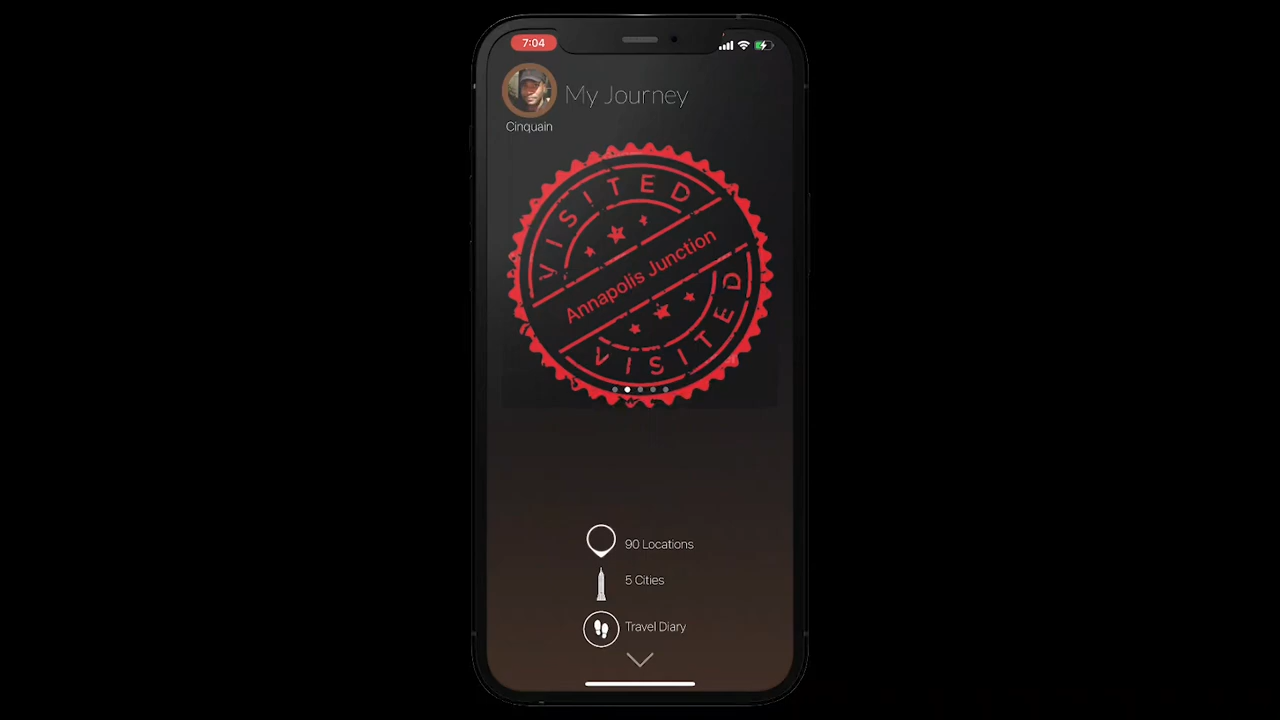 7:04
My Journey
Cinquain
VISITED
Annapolis Junction
VISITED
90 Locations
5 Cities
Travel Diary